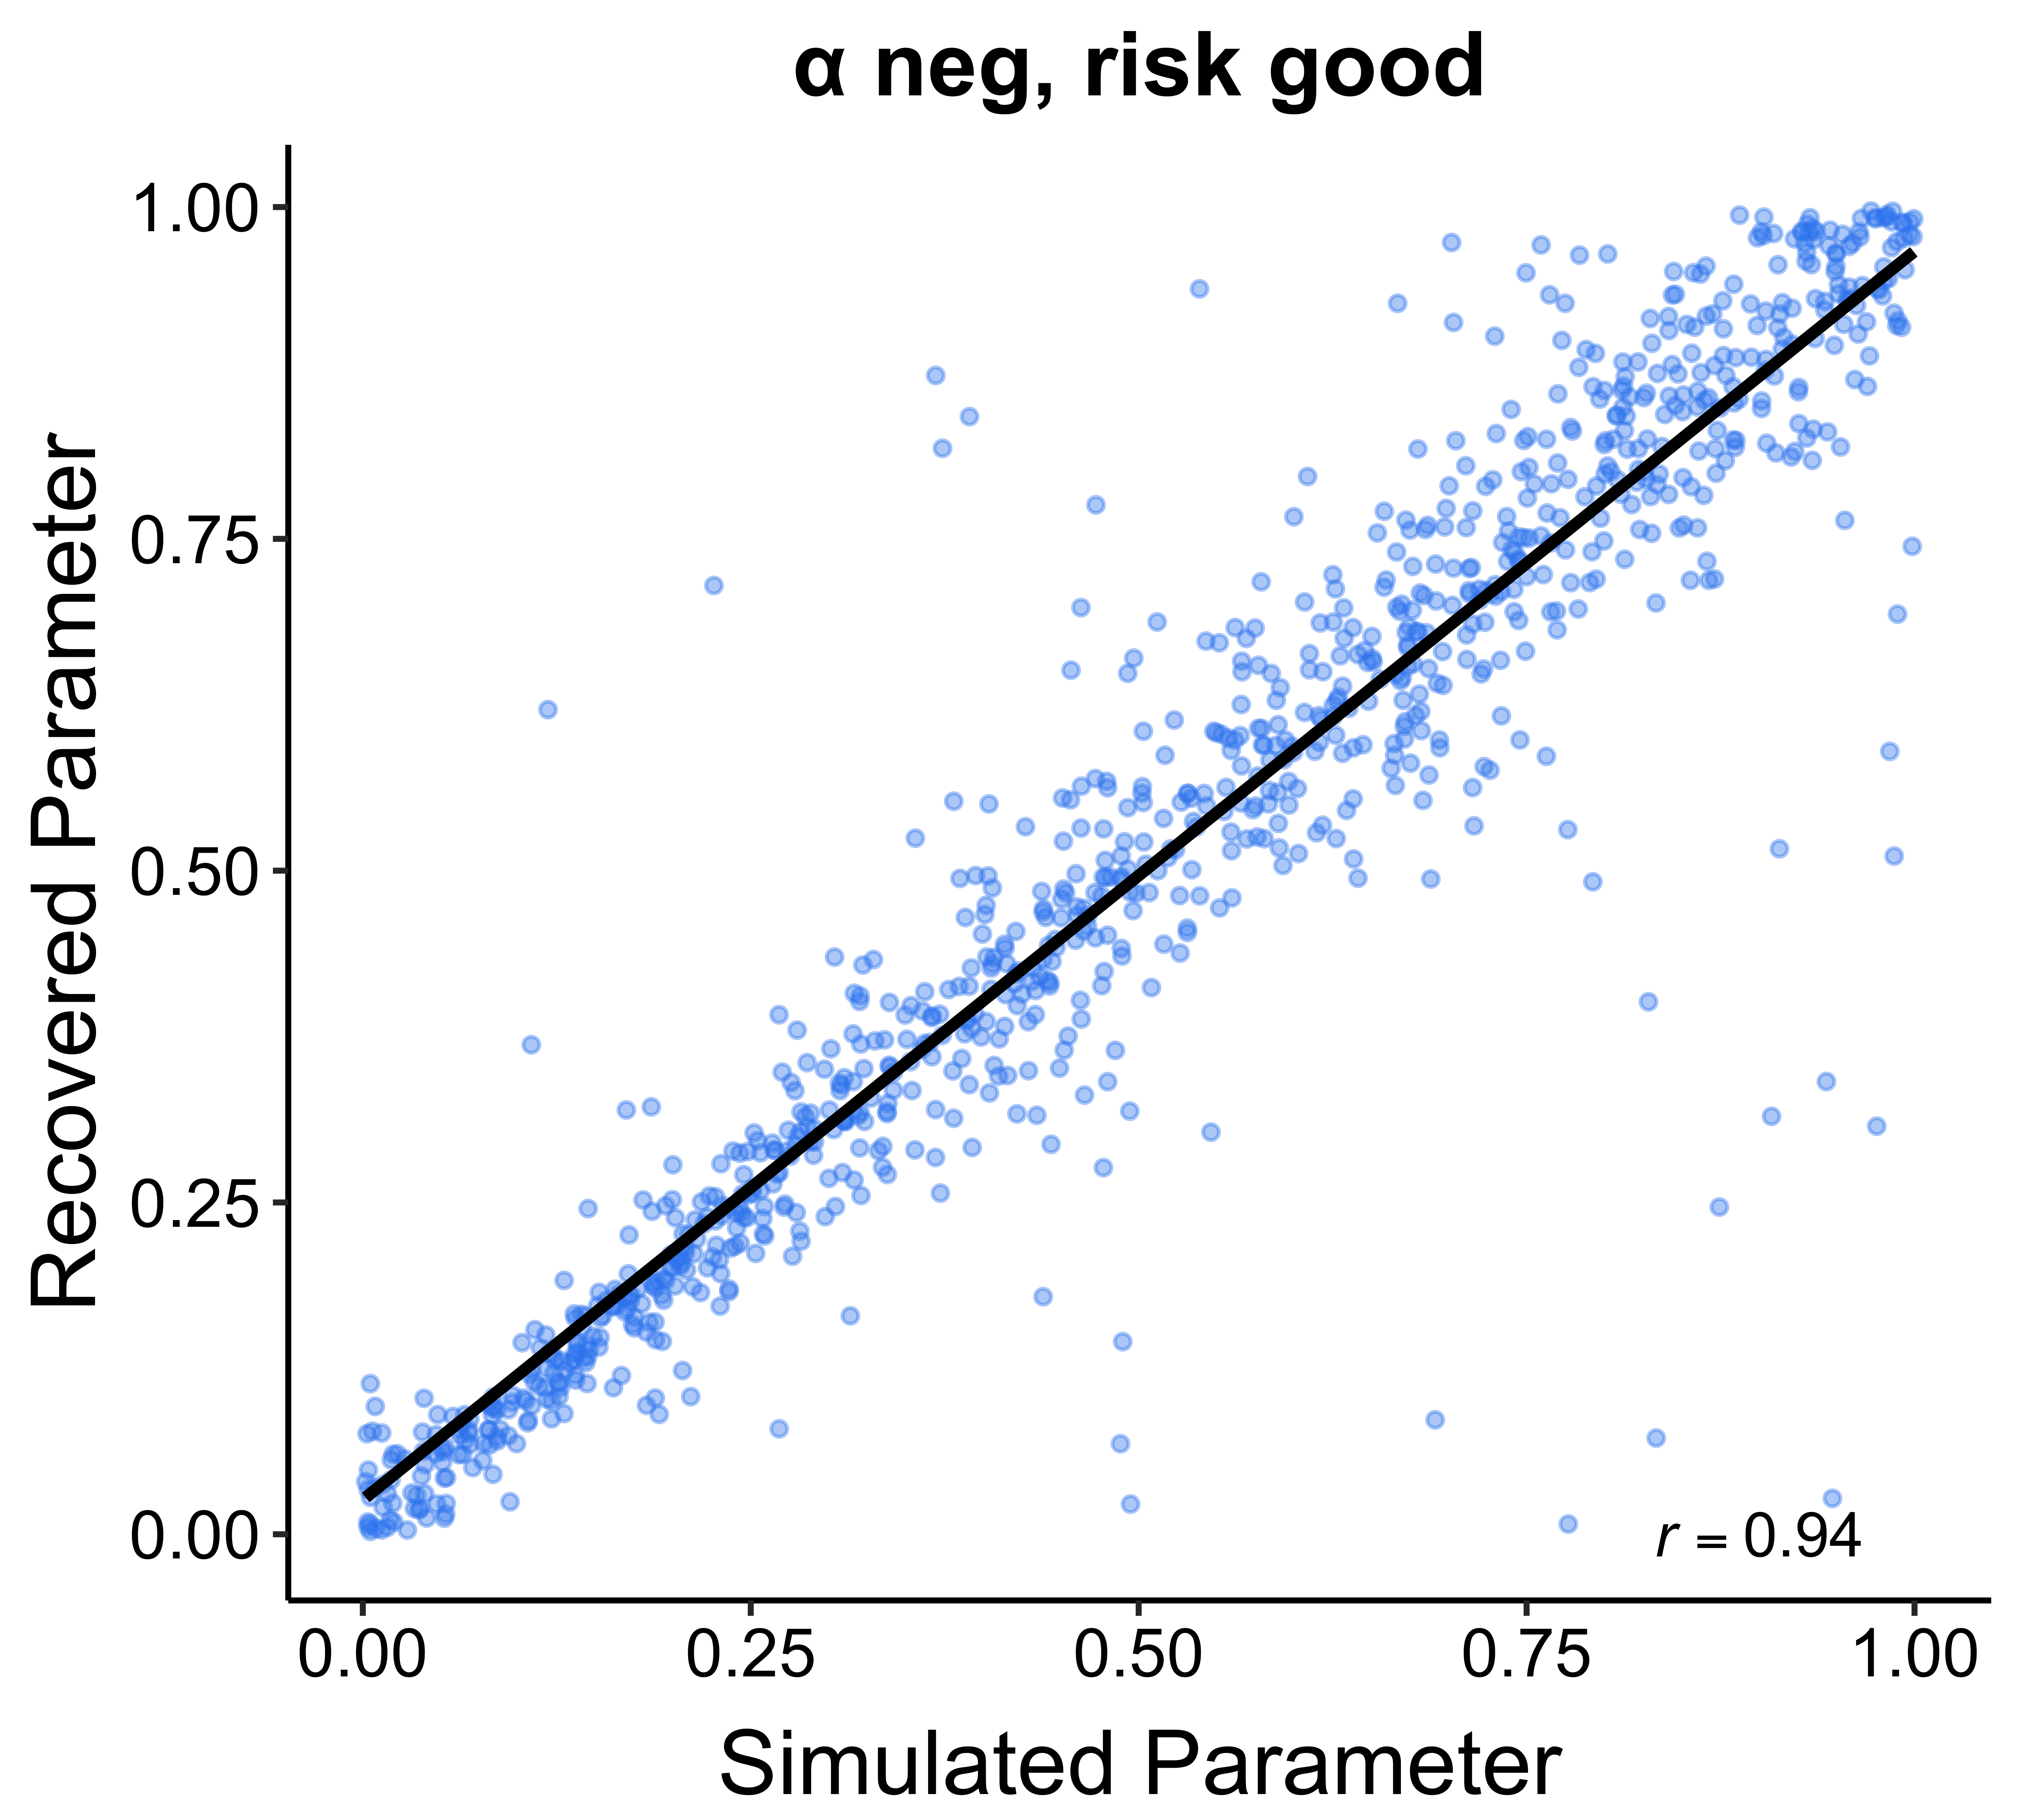 α neg, risk good
Recovered Parameter
1.00
0.75
0.50
0.25
0.00
r = 0.94
0.00 0.25 0.50 0.75 1.00
Simulated Parameter